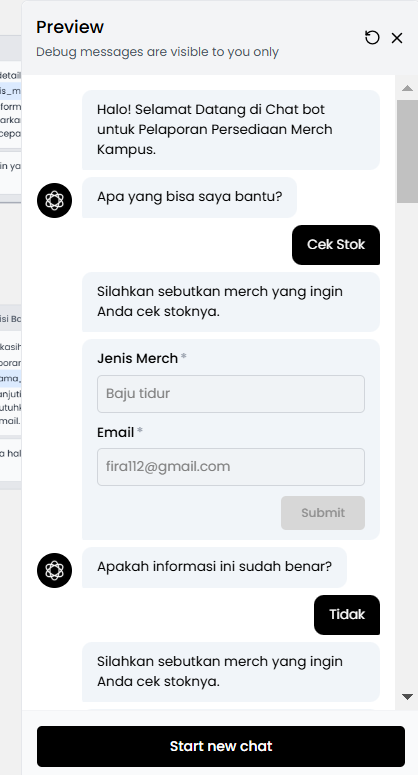 Preview
Debug messages are visible to you only
Halo! Selamat Datang di Chat bot
untuk Pelaporan Persediaan Merch
Kampus.
Apa yang bisa saya bantu?
Cek Stok
Silahkan sebutkan merch yang ingin
Anda cek stoknya.
Jenis Merch *
Baju tidur
Email *
fira112@gmail.com
Submit
Apakah informasi ini sudah benar?
Tidak
Silahkan sebutkan merch yang ingin
Anda cek stoknya.
Start new chat